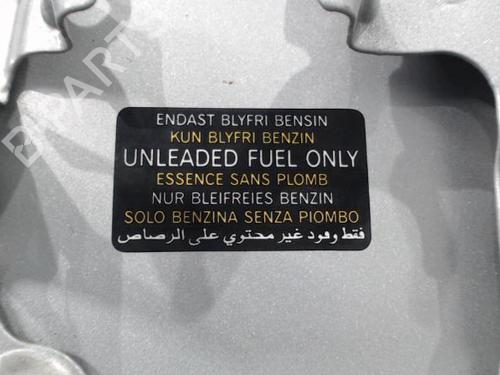 B-PARTS
ENDAST BLYFRI BENSIN
KUN BLYFRI BENZIN
UNLEADED FUEL ONLY
ESSENCE SANS PLOMB
NUR BLEIFREIES BENZIN
SOLO BENZINA SENZA PIOMBO
فقط وقود غير محتوي على الرصاص